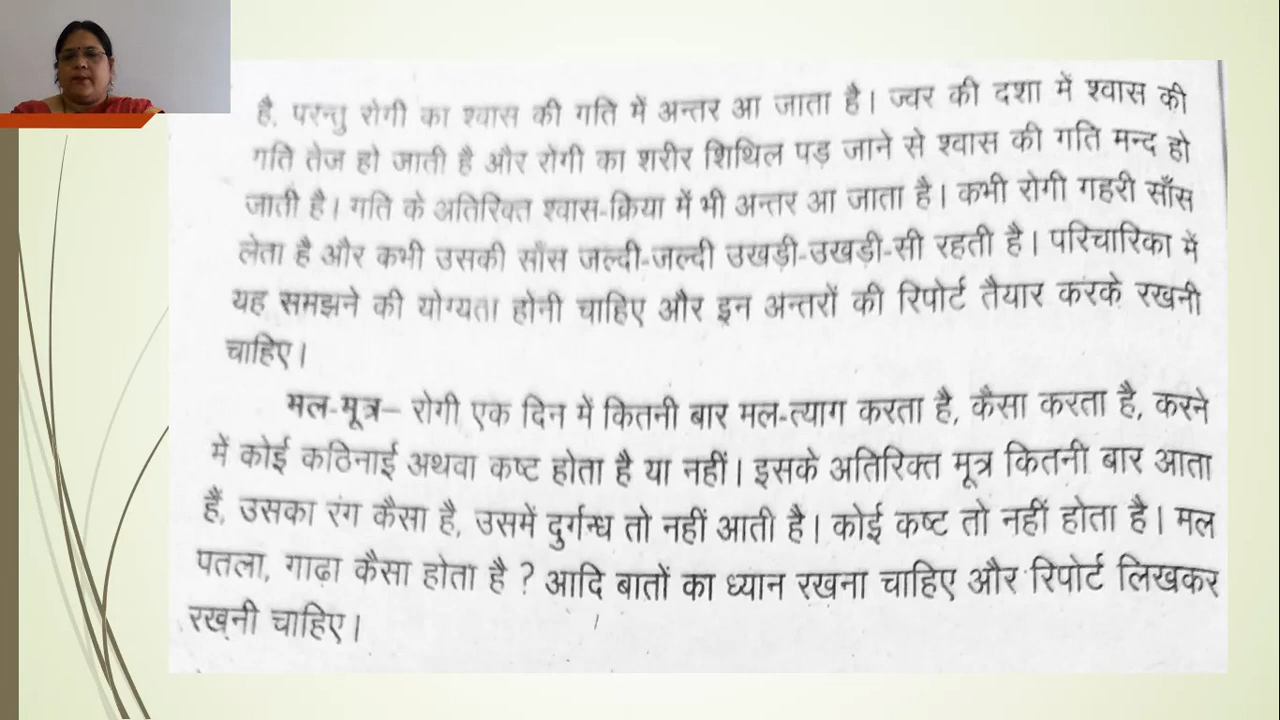 है, परन्तु रोगी का श्वास की गति में अन्तर आ जाता है। ज्वर की दशा में श्वास की
गति तेज हो जाती है और रोगी का शरीर शिथिल पड़ जाने से श्वास की गति मन्द हो
जाती है। गति के अतिरिक्त श्वास-क्रिया में भी अन्तर आ जाता है। कभी रोगी गहरी साँस
लेता है और कभी उसकी साँस जल्दी-जल्दी उखड़ी-उखड़ी-सी रहती है। परिचारिका में
यह समझने की योग्यता होनी चाहिए और इन अन्तरों की रिपोर्ट तैयार करके रखनी
चाहिए।
मल-मूत्र– रोगी एक दिन में कितनी बार मल-त्याग करता है, कैसा करता है, करने
में कोई कठिनाई अथवा कष्ट होता है या नहीं। इसके अतिरिक्त मूत्र कितनी बार आता
हैं, उसका रंग कैसा है, उसमें दुर्गन्ध तो नहीं आती है। कोई कष्ट तो नहीं होता है। मल
पतला, गाढ़ा कैसा होता है ? आदि बातों का ध्यान रखना चाहिए और रिपोर्ट लिखकर
रखनी चाहिए।